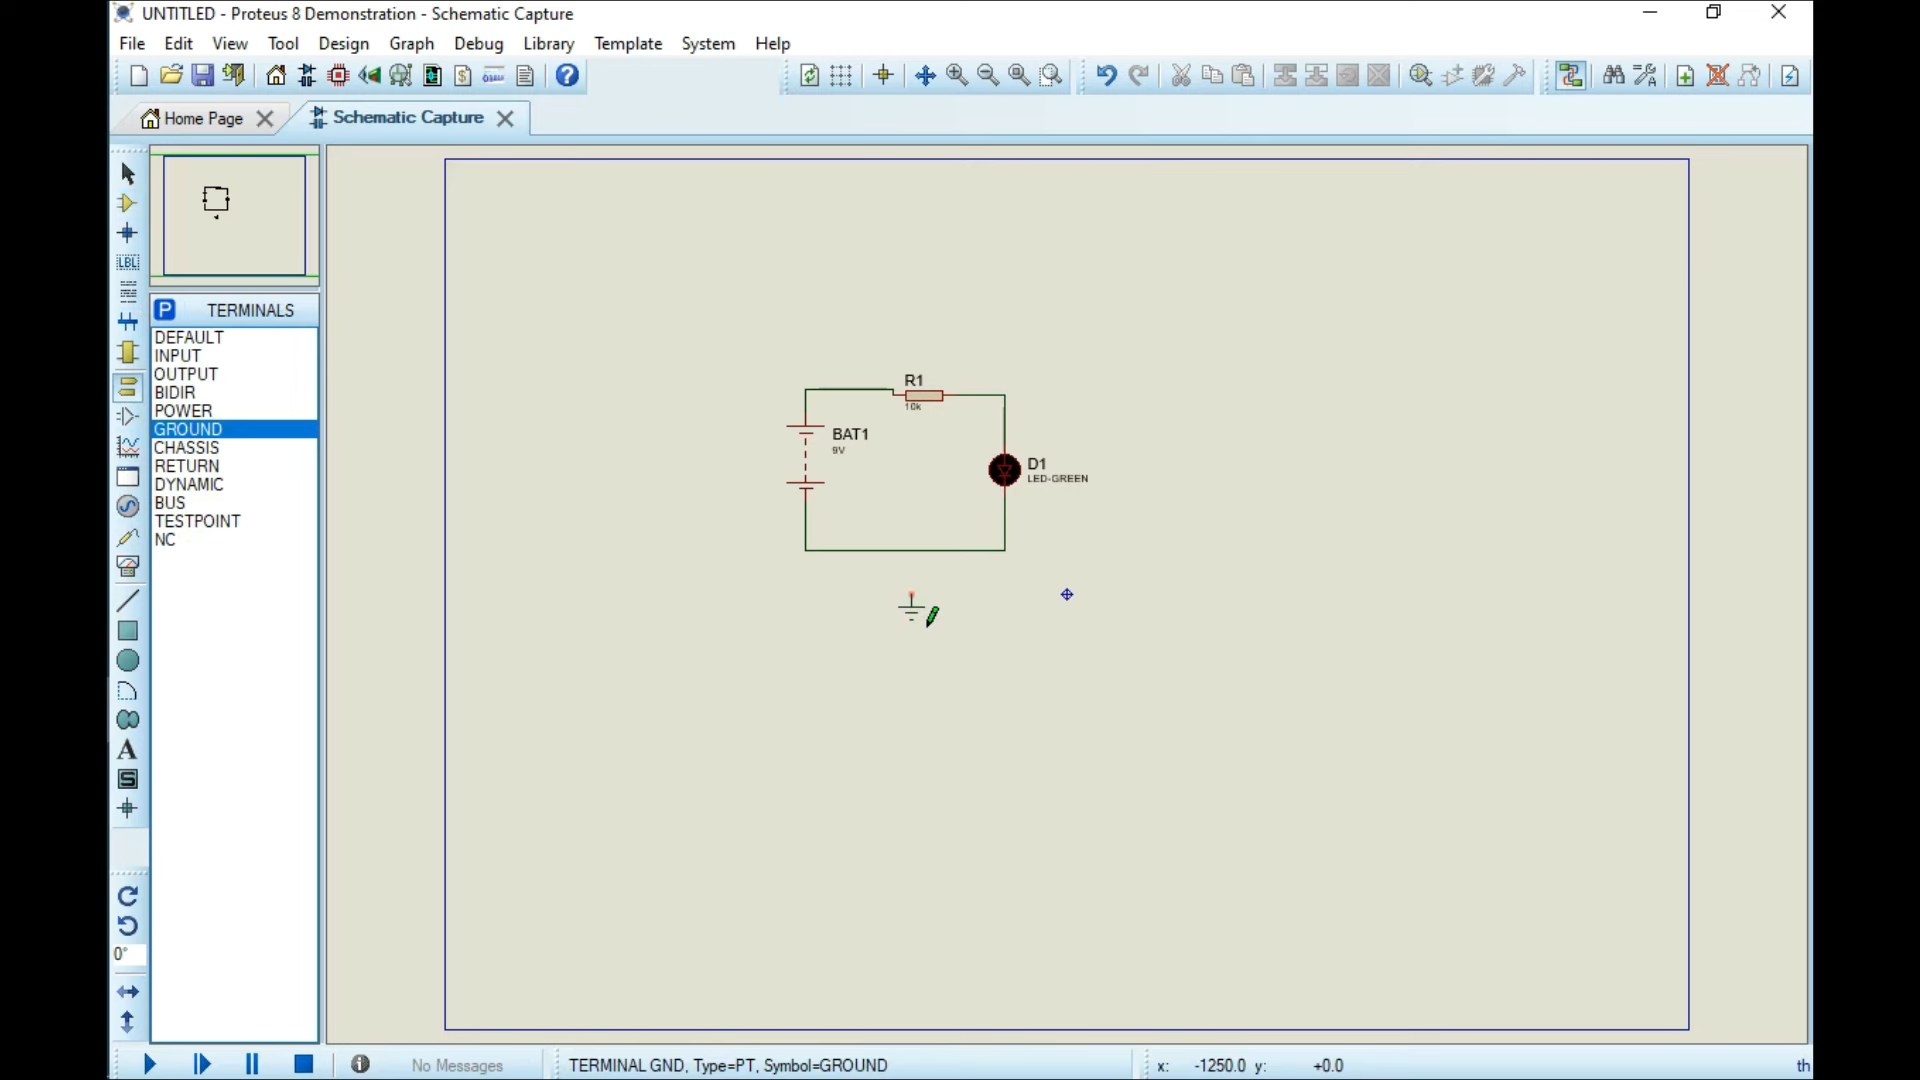 UNTITLED - Proteus 8 Demonstration - Schematic Capture
File Edit View Tool Design Graph Debug Library Template System Help
Home Page Schematic Capture
LBL
P TERMINALS
DEFAULT
INPUT
OUTPUT
BIDIR
POWER
GROUND
CHASSIS
RETURN
DYNAMIC
BUS
TESTPOINT
NC
R1
10k
BAT1
9V
D1
LED-GREEN
A
S
0°
No Messages TERMINAL GND, Type=PT, Symbol=GROUND x: -1250.0 y: +0.0 th